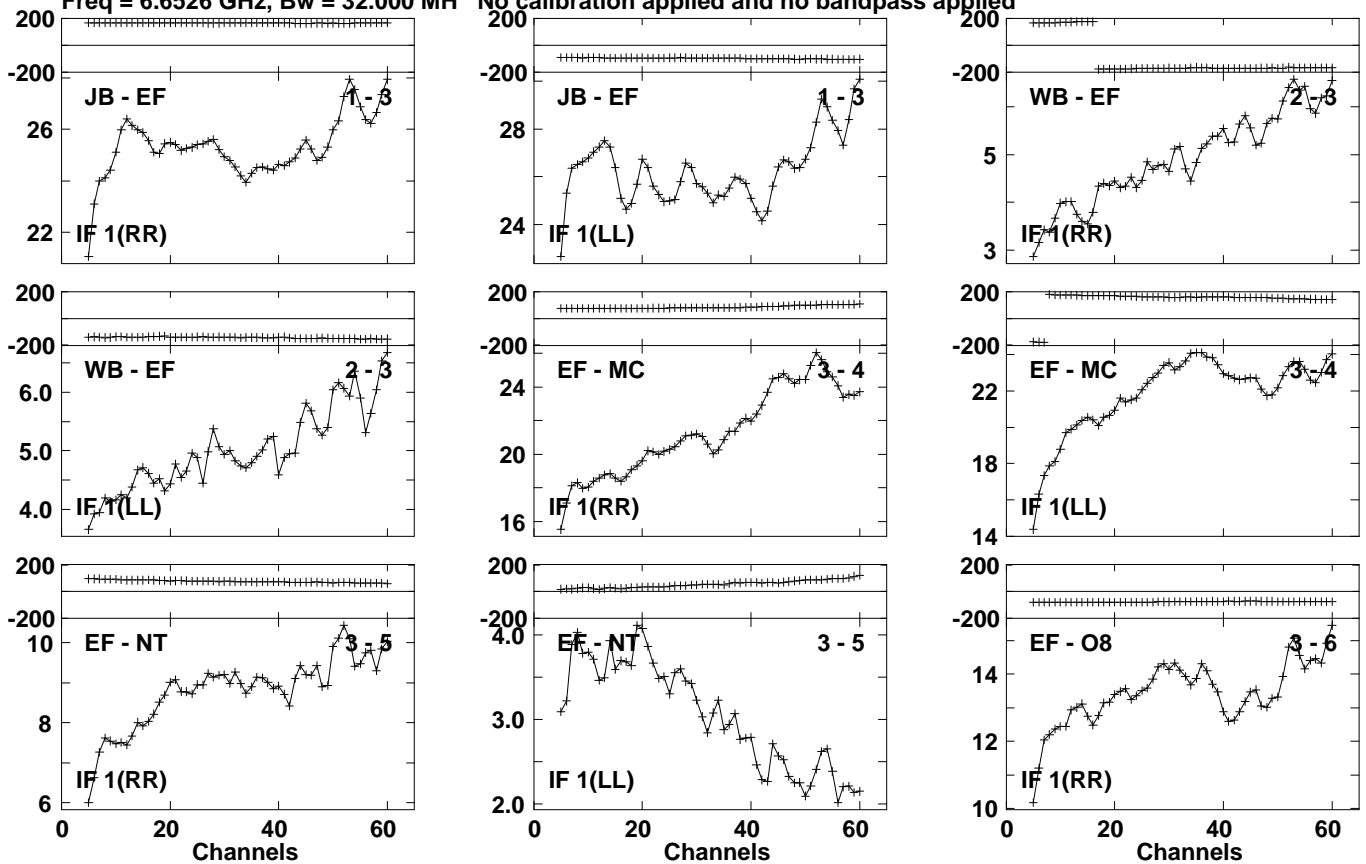 Freq = 6.6526 GHz, Bw = 32.000 MH No calibration applied and no bandpass applied
200
-200
JB - EF
1 - 3
26
22
IF 1(RR)
JB - EF
1 - 3
28
24
IF 1(LL)
200
-200
WB - EF
2 - 3
5
3
IF 1(RR)
200
-200
WB - EF
2 - 3
6.0
5.0
4.0
IF 1(LL)
EF - MC
3 - 4
24
20
16
IF 1(RR)
200
-200
EF - MC
3 - 4
22
18
14
IF 1(LL)
200
-200
EF - NT
3 - 5
10
8
6
IF 1(RR)
0 20 40 60
Channels
200
-200
EF - NT
3 - 5
4.0
3.0
2.0
IF 1(LL)
0 20 40 60
Channels
200
-200
EF - O8
3 - 6
14
12
10
IF 1(RR)
0 20 40 60
Channels